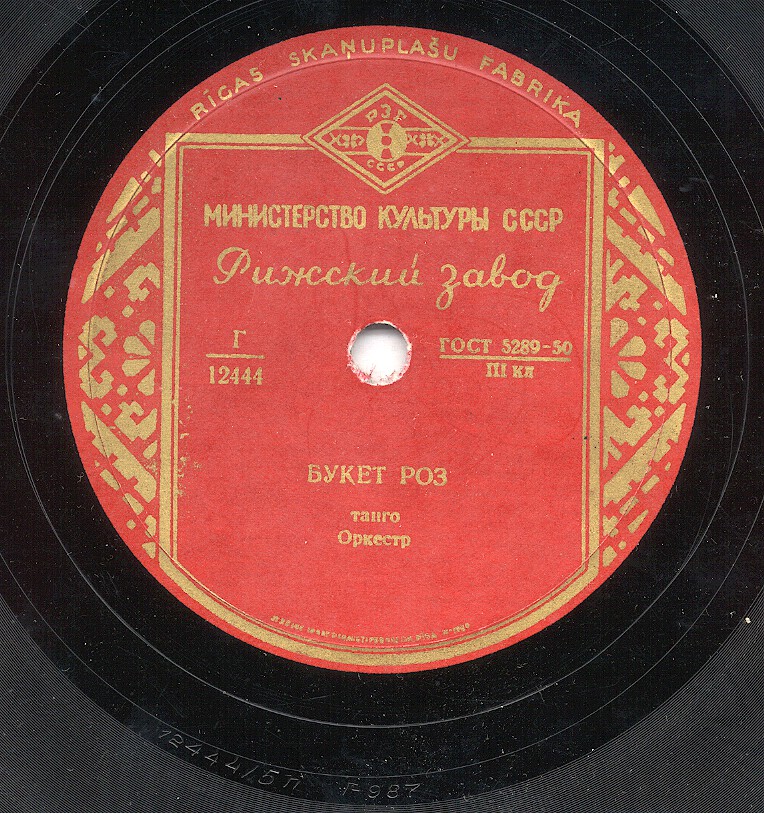 RĪGAS SKAŅUPLAŠU FABRIKA
РЗГ
СССР
МИНИСТЕРСТВО КУЛЬТУРЫ СССР
Рижский завод
Г
12444
ГОСТ 5289-50
III кл
БУКЕТ РОЗ
танго
Оркестр
12444/5П Г-987